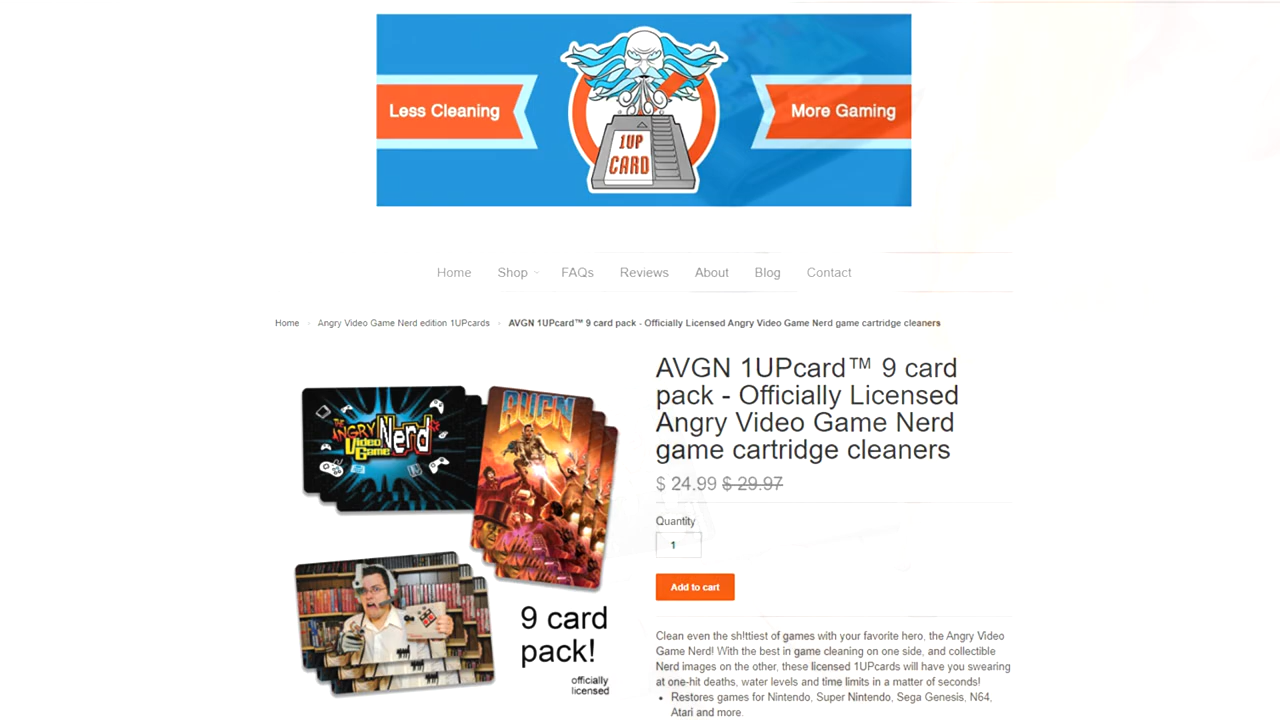 Less Cleaning
More Gaming
1UP
CARD
Home Shop FAQs Reviews About Blog Contact
Home › Angry Video Game Nerd edition 1UPcards › AVGN 1UPcard™ 9 card pack - Officially Licensed Angry Video Game Nerd game cartridge cleaners
THE
ANGRY
Video
Game
Nerd
AVGN
9 card
pack!
officially
licensed
AVGN 1UPcard™ 9 card
pack - Officially Licensed
Angry Video Game Nerd
game cartridge cleaners
$ 24.99 $ 29.97
Quantity
1
Add to cart
Clean even the sh!ttiest of games with your favorite hero, the Angry Video
Game Nerd! With the best in game cleaning on one side, and collectible
Nerd images on the other, these licensed 1UPcards will have you swearing
at one-hit deaths, water levels and time limits in a matter of seconds!
• Restores games for Nintendo, Super Nintendo, Sega Genesis, N64,
Atari and more.